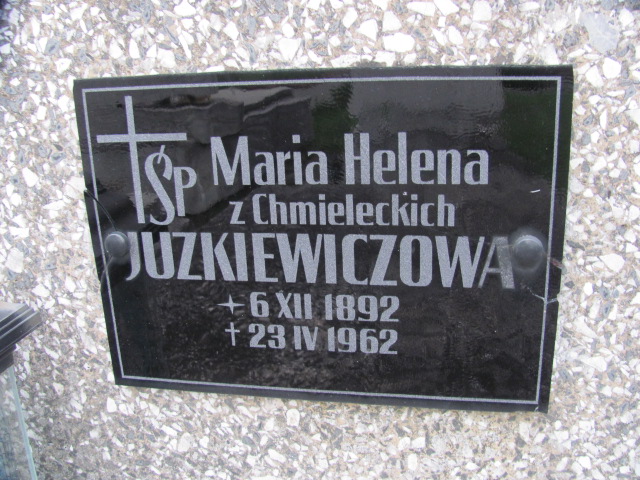 ŚP Maria Helena
z Chmieleckich
JUZKIEWICZOWA
6 XII 1892
23 IV 1962